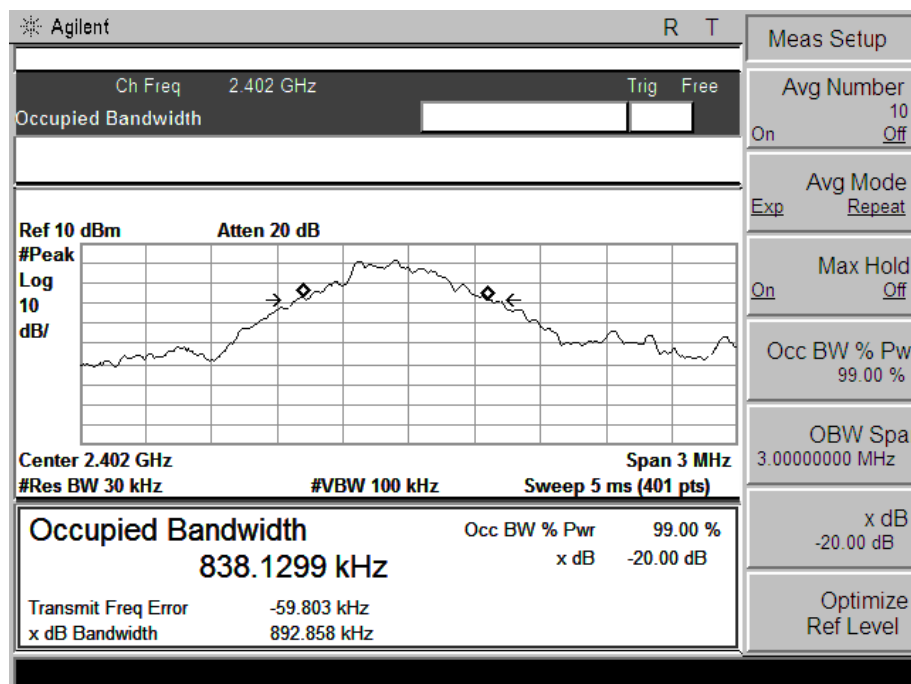 Agilent R T
Ch Freq 2.402 GHz Trig Free
Occupied Bandwidth
Ref 10 dBm Atten 20 dB
#Peak
Log
10
dB/
Center 2.402 GHz Span 3 MHz
#Res BW 30 kHz #VBW 100 kHz Sweep 5 ms (401 pts)
Occupied Bandwidth Occ BW % Pwr 99.00 %
838.1299 kHz x dB -20.00 dB
Transmit Freq Error -59.803 kHz
x dB Bandwidth 892.858 kHz
Meas Setup
Avg Number
10
On Off
Avg Mode
Exp Repeat
Max Hold
On Off
Occ BW % Pw
99.00 %
OBW Spa
3.00000000 MHz
x dB
-20.00 dB
Optimize
Ref Level